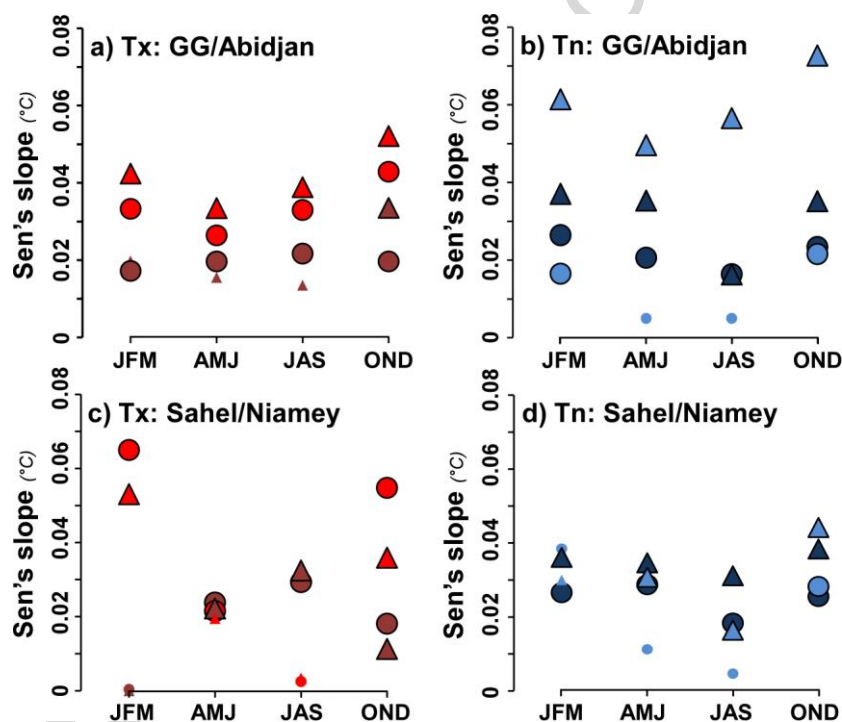 a) Tx: GG/Abidjan
Sen's slope (°C)
0.08
0.06
0.04
0.02
0
JFM AMJ JAS OND
b) Tn: GG/Abidjan
Sen's slope (°C)
0.08
0.06
0.04
0.02
0
JFM AMJ JAS OND
c) Tx: Sahel/Niamey
Sen's slope (°C)
0.08
0.06
0.04
0.02
0
JFM AMJ JAS OND
d) Tn: Sahel/Niamey
Sen's slope (°C)
0.08
0.06
0.04
0.02
0
JFM AMJ JAS OND